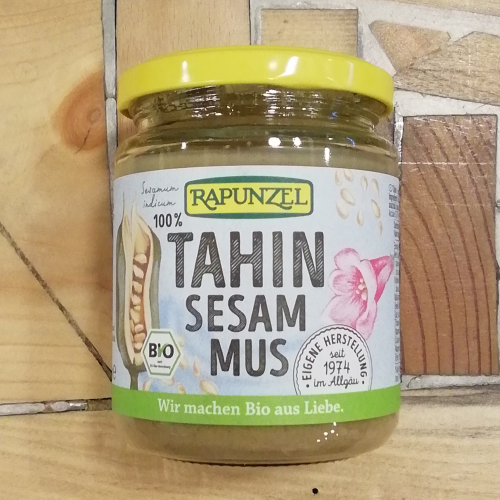 Sesamum
indicum
RAPUNZEL
100%
TAHIN
SESAM
MUS
BIO
EIGENE HERSTELLUNG
seit
1974
im Allgäu
Wir machen Bio aus Liebe.